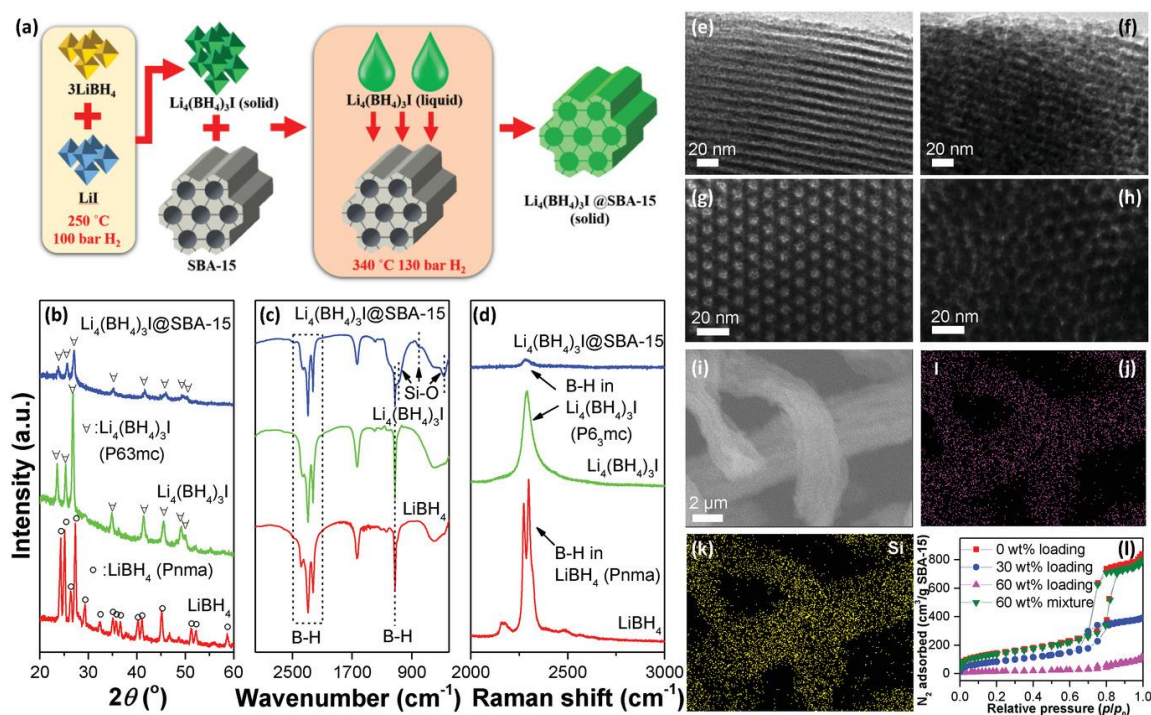 (a)
3LiBH₄
LiI
250 °C
100 bar H₂
Li₄(BH₄)₃I (solid)
SBA-15
Li₄(BH₄)₃I (liquid)
340 °C 130 bar H₂
Li₄(BH₄)₃I @SBA-15
(solid)
Intensity (a.u.)
(b)
Li₄(BH₄)₃I@SBA-15
:Li₄(BH₄)₃I
(P63mc)
Li₄(BH₄)₃I
:LiBH₄ (Pnma)
LiBH₄
20 30 40 50 60
2θ (°)
(c)
Li₄(BH₄)₃I@SBA-15
Si-O
Li₄(BH₄)₃I
LiBH₄
B-H B-H
2500 1700 900
Wavenumber (cm⁻¹)
(d)
Li₄(BH₄)₃I@SBA-15
B-H in
Li₄(BH₄)₃I
(P6₃mc)
Li₄(BH₄)₃I
B-H in
LiBH₄ (Pnma)
LiBH₄
2000 2500 3000
Raman shift (cm⁻¹)
(e)
20 nm
(f)
20 nm
(g)
20 nm
(h)
20 nm
(i)
2 μm
I (j)
(k) Si
(l)
N₂ adsorbed (cm³/g SBA-15)
800
600
400
200
0
0 wt% loading
30 wt% loading
60 wt% loading
60 wt% mixture
0.0 0.2 0.4 0.6 0.8 1.0
Relative pressure (p/p₀)